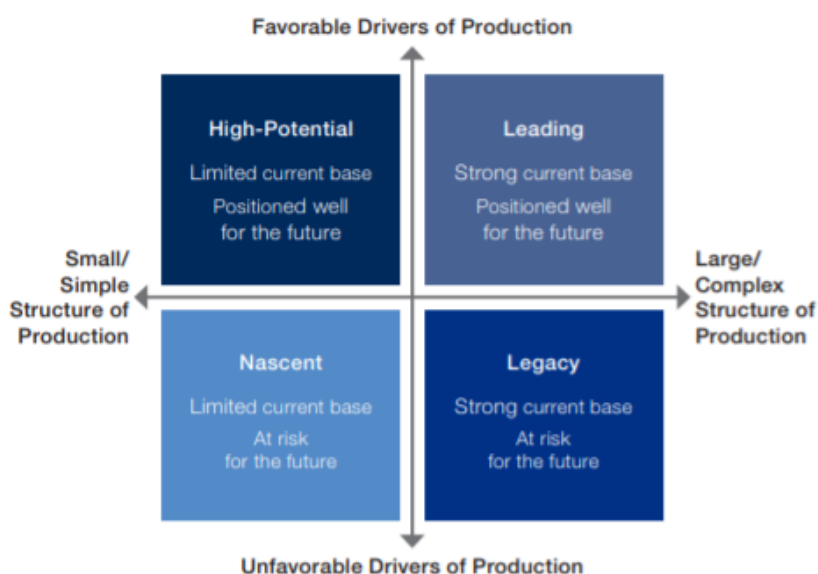 Favorable Drivers of Production
High-Potential
Limited current base
Positioned well
for the future
Leading
Strong current base
Positioned well
for the future
Small/
Simple
Structure of
Production
Large/
Complex
Structure of
Production
Nascent
Limited current base
At risk
for the future
Legacy
Strong current base
At risk
for the future
Unfavorable Drivers of Production